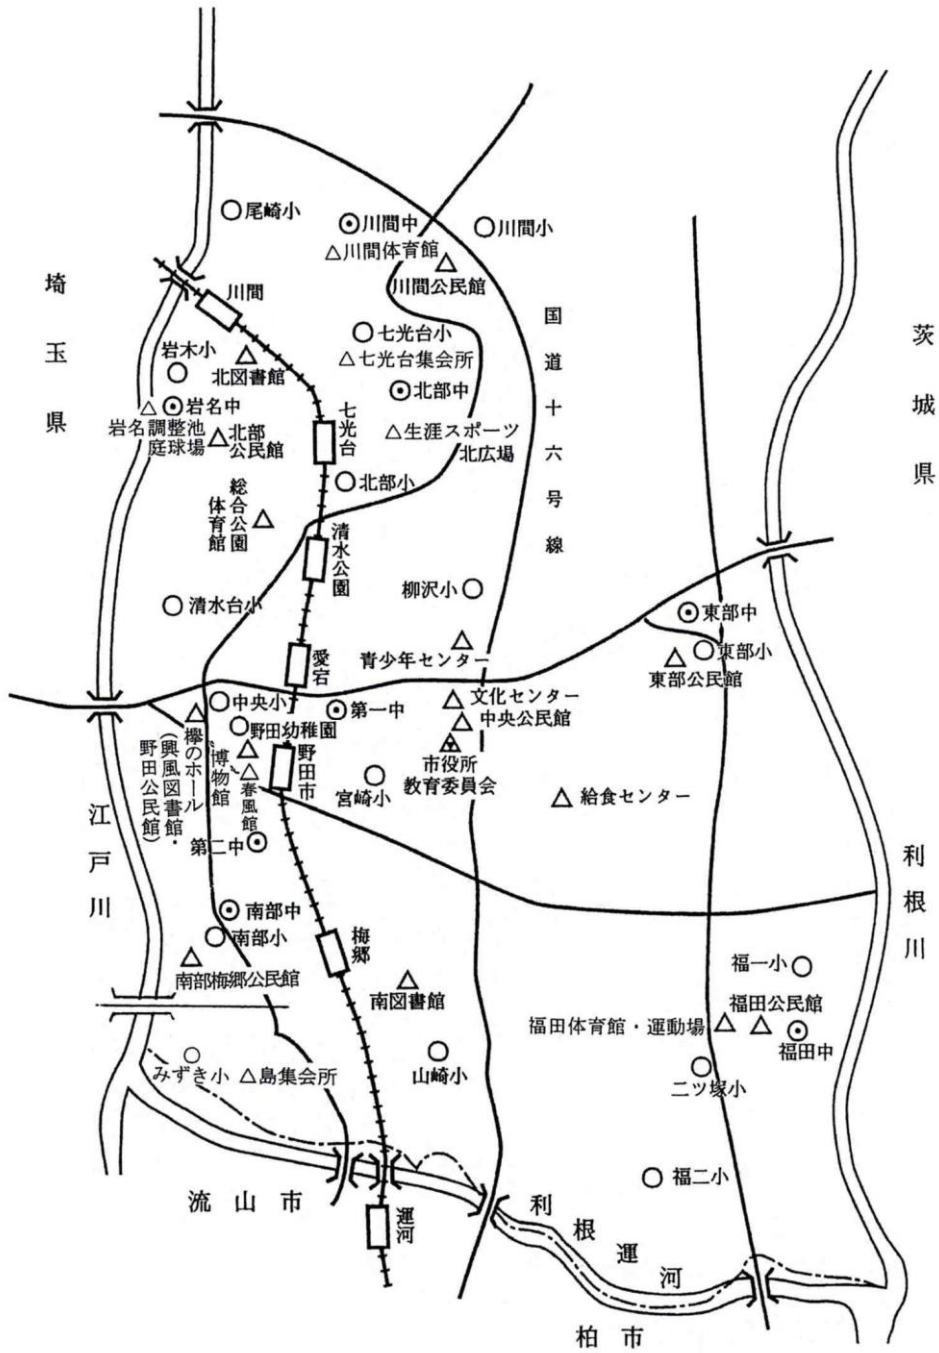 尾崎小
川間中
川間小
△川間体育館
川間公民館
埼玉県
川間
国道十六号線
茨城県
岩木小
北図書館
七光台小
△七光台集会所
岩名中
岩名調整池
庭球場
北部
公民館
七光台
北部中
△生涯スポーツ
北広場
北部小
総合公園
体育館
清水公園
柳沢小
清水台小
東部中
東部小
東部公民館
青少年センター
愛宕
中央小
第一中
文化センター
中央公民館
野田幼稚園
欅のホール
(興風図書館・
野田公民館)
博物館
春風館
野田市
市役所
教育委員会
宮崎小
給食センター
第二中
江戸川
利根川
南部中
南部小
南部梅郷公民館
梅郷
南図書館
福一小
福田公民館
福田体育館・運動場
福田中
みずき小
△島集会所
山崎小
二ツ塚小
福二小
流山市
運河
利根運河
柏市